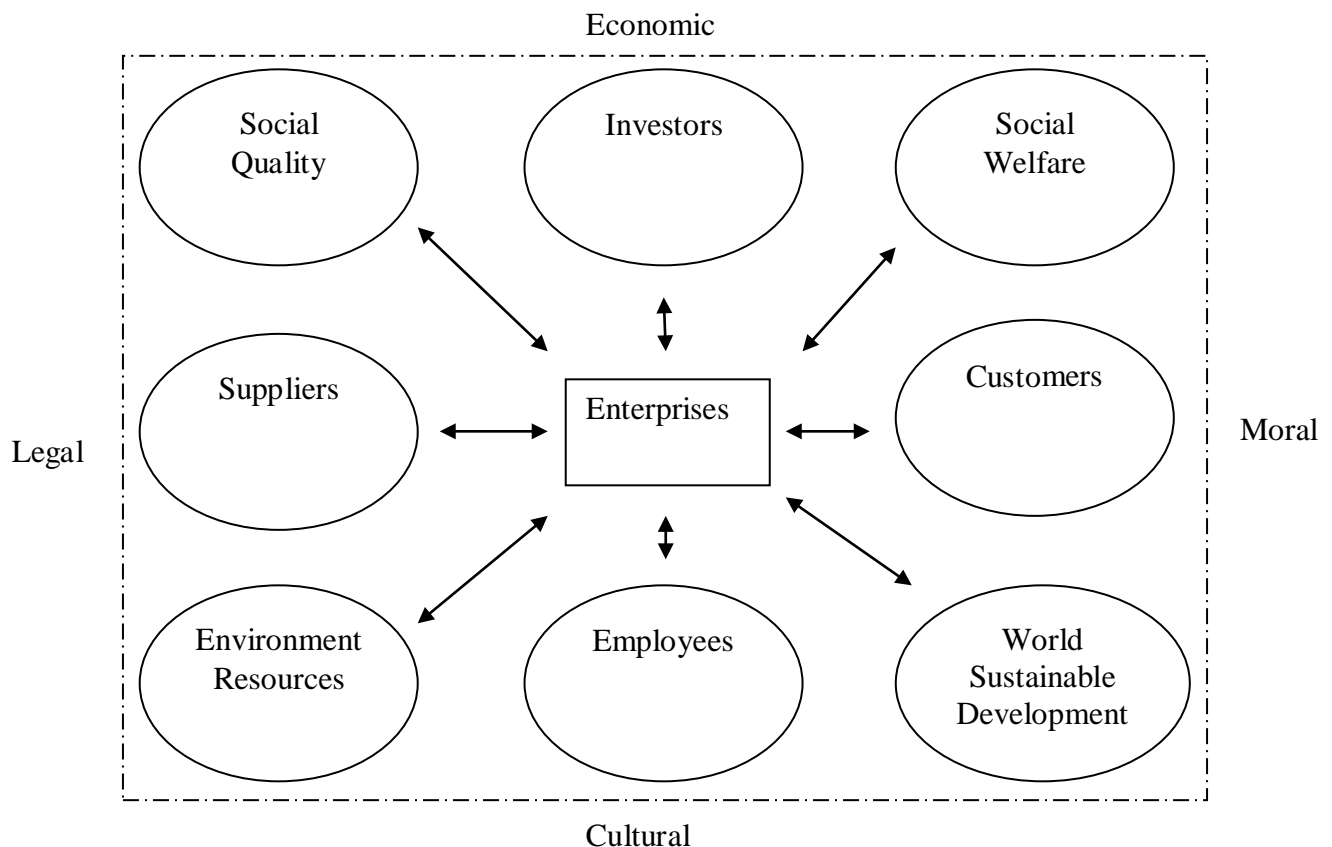 Economic
Social
Quality
Investors
Social
Welfare
Suppliers
Enterprises
Customers
Legal
Moral
Environment
Resources
Employees
World
Sustainable
Development
Cultural